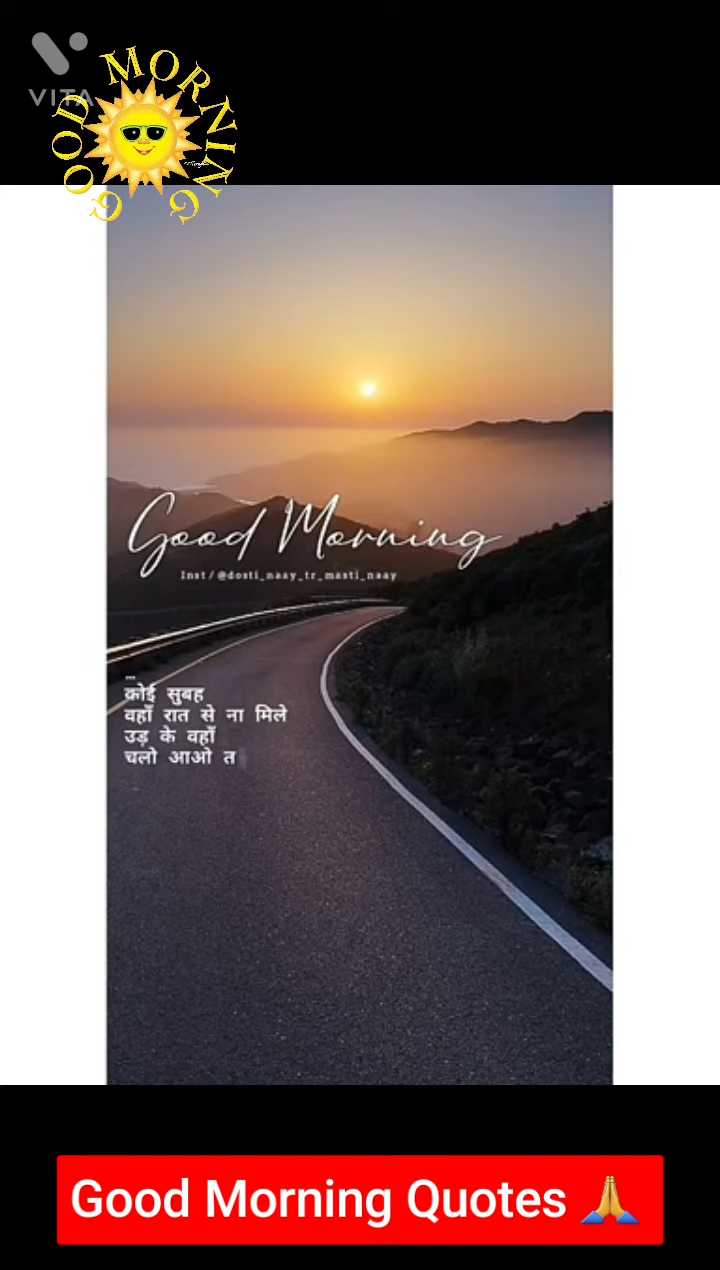 VITA
GOOD MORNING
Good Morning
Inst/@dosti_naay_tr_masti_naay
...
कोई सुबह
वहाँ रात से ना मिले
उड़ के वहाँ
चलो आओ त
Good Morning Quotes 🙏